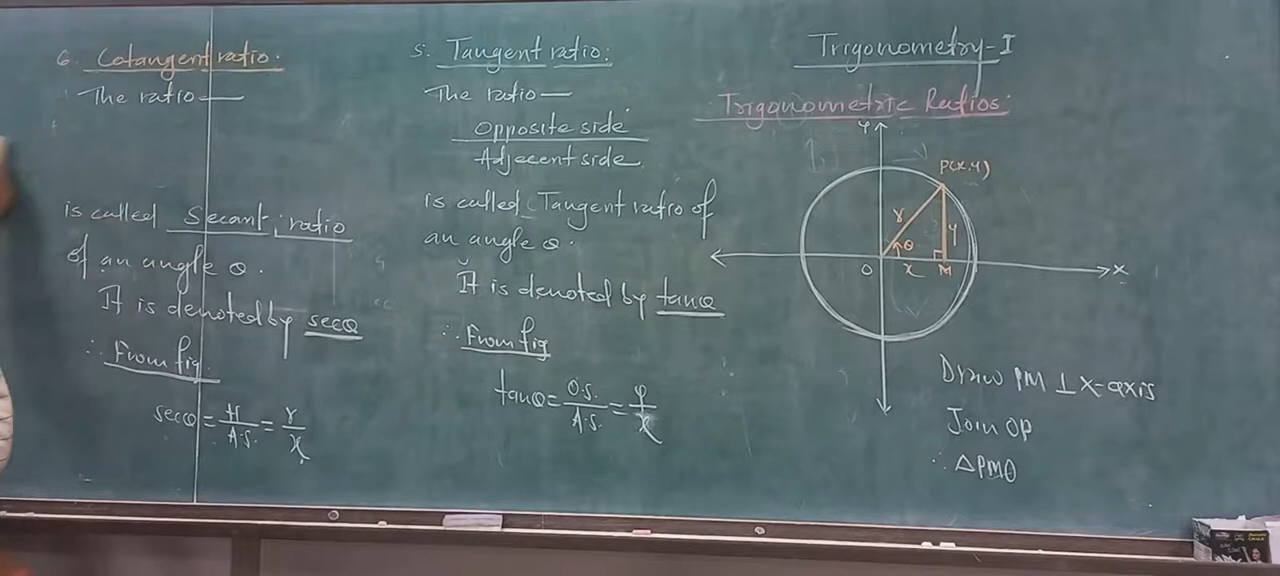 6. Cotangent ratio.
The ratio —
is called Secant ratio
of an angle θ.
It is denoted by secθ
∴ From fig.
secθ = H/A.S. = r/x
5. Tangent ratio:
The ratio —
Opposite side
Adjecent side
is called Tangent ratio of
an angle θ.
It is denoted by tanθ
∴ From fig
tanθ = O.S./A.S. = y/x
Trigonometry-I
Trigonometric Ratios:
Y
P(x,y)
r
y
θ
O
x
M
X
Draw PM ⊥ X-axis
Join OP
∴ △PMO